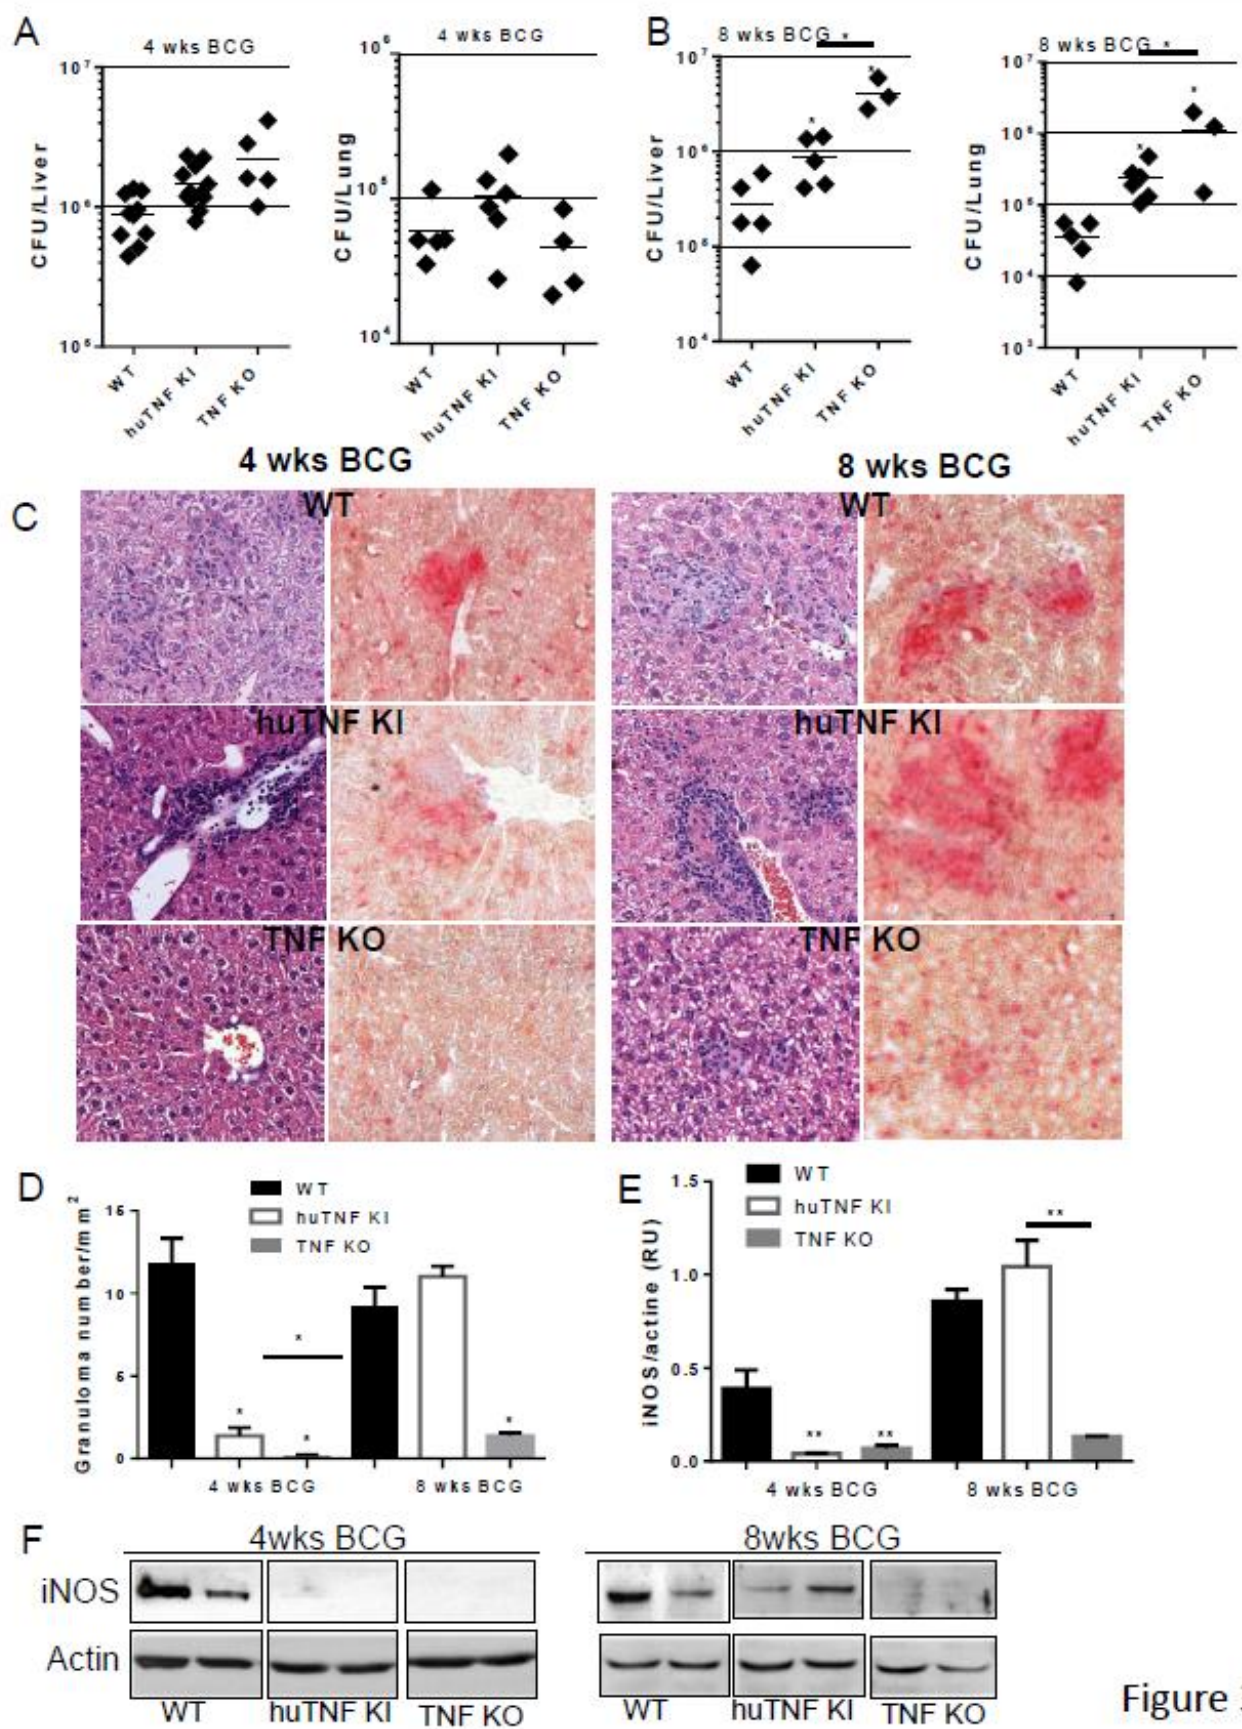 A
4 wks BCG
CFU/Liver
10⁷
10⁶
10⁵
WT
huTNF KI
TNF KO
4 wks BCG
CFU/Lung
10⁶
10⁵
10⁴
WT
huTNF KI
TNF KO
B
8 wks BCG
*
*
*
CFU/Liver
10⁷
10⁶
10⁵
10⁴
WT
huTNF KI
TNF KO
8 wks BCG
*
*
*
CFU/Lung
10⁷
10⁶
10⁵
10⁴
10³
WT
huTNF KI
TNF KO
C
4 wks BCG
8 wks BCG
WT
WT
huTNF KI
huTNF KI
TNF KO
TNF KO
D
WT
huTNF KI
TNF KO
Granuloma number/mm²
15
10
5
0
*
*
*
*
4 wks BCG
8 wks BCG
E
WT
huTNF KI
TNF KO
iNOS/actine (RU)
1.5
1.0
0.5
0.0
**
**
**
4 wks BCG
8 wks BCG
F
4wks BCG
8wks BCG
iNOS
Actin
WT
huTNF KI
TNF KO
WT
huTNF KI
TNF KO
Figure